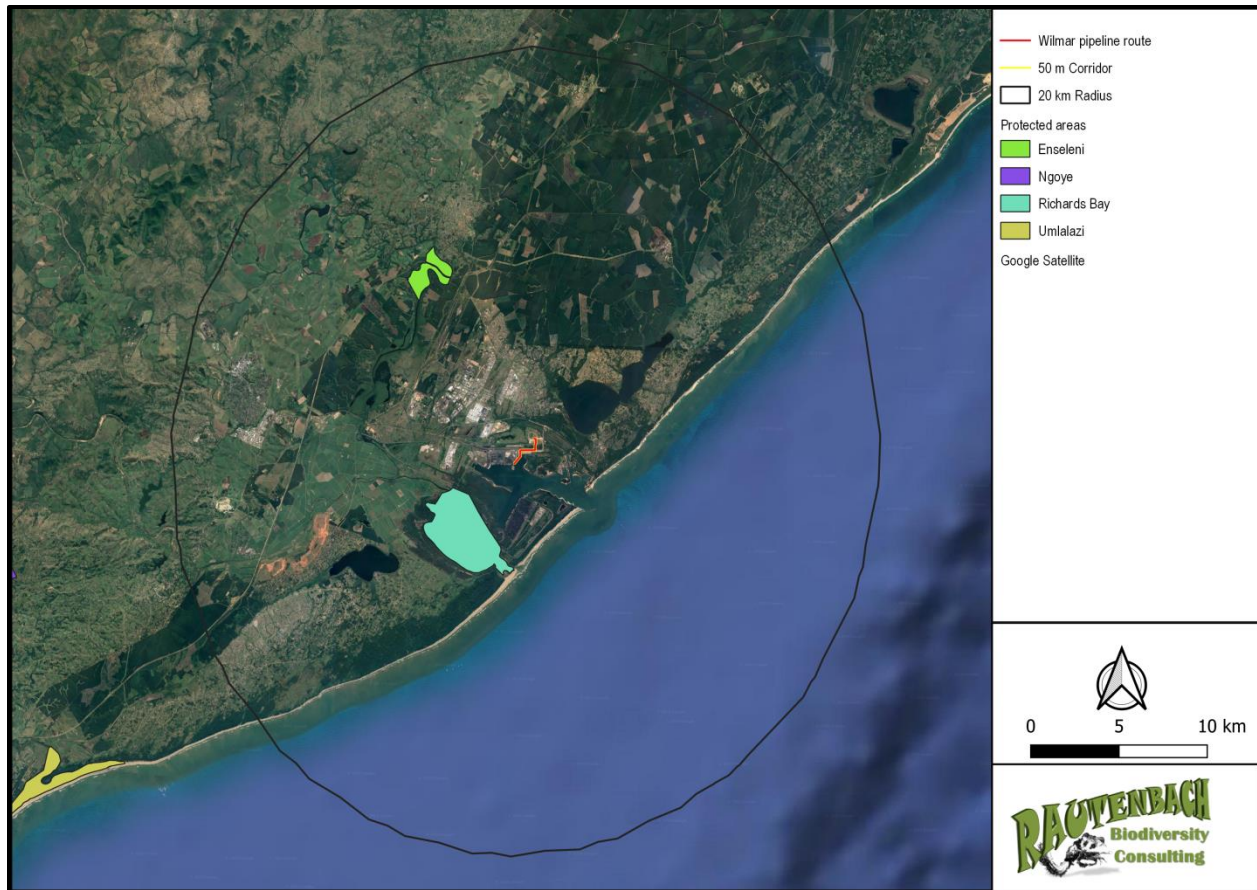 Wilmar pipeline route
50 m Corridor
20 km Radius
Protected areas
Enseleni
Ngoye
Richards Bay
Umlalazi
Google Satellite
0 5 10 km
RAUTENBACH
Biodiversity
Consulting